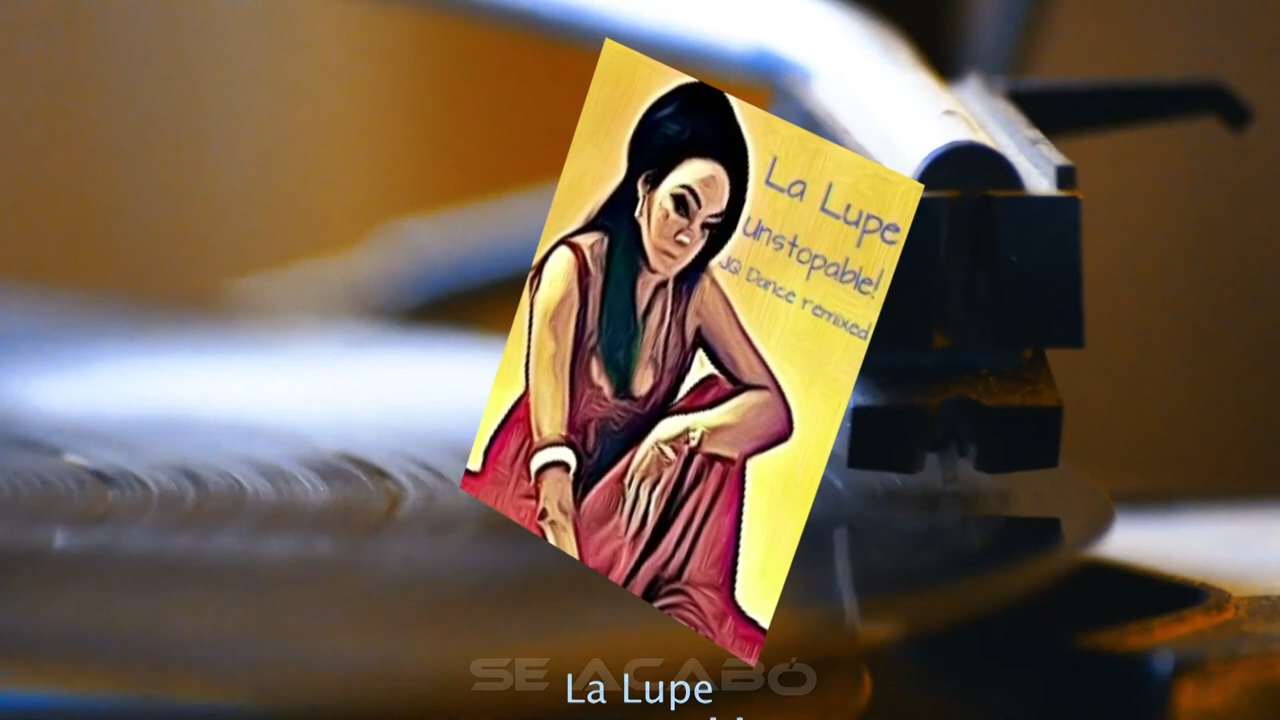 La Lupe
unstopable!
JQ Dance remixed
SE ACABÓ
La Lupe